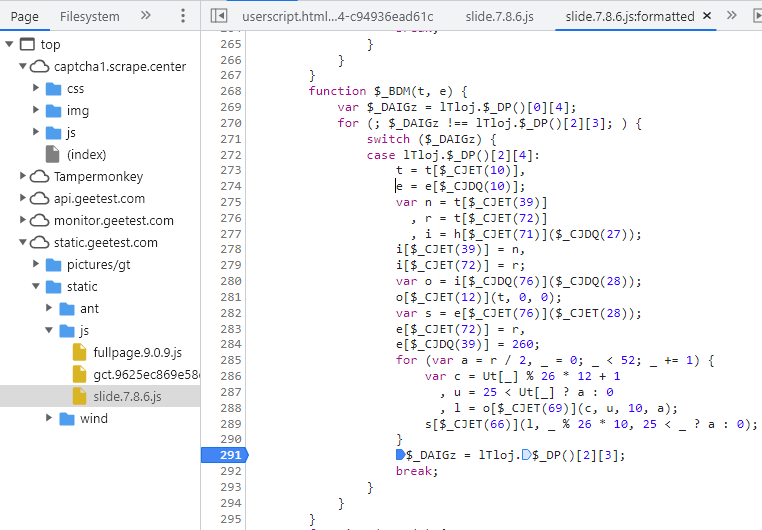 Page
userscript.html…4-c94936ead61c
slide.7.8.6.js
slide.7.8.6.js:formatted
top
captcha1.scrape.center
css
img
js
(index)
Tampermonkey
api.geetest.com
monitor.geetest.com
static.geetest.com
pictures/gt
static
ant
js
fullpage.9.0.9.js
slide.7.8.6.js
wind
265 }
266 }
267 }
268 function $_BDM(t, e) {
269 var $_DAIGz = lTloj.$_DP()[0][4];
270 for (; $_DAIGz !== lTloj.$_DP()[2][3]; ) {
271 switch ($_DAIGz) {
272 case lTloj.$_DP()[2][4]:
273 t = t[$_CJET(10)],
274 e = e[$_CJDQ(10)];
275 var n = t[$_CJET(39)]
276 , r = t[$_CJET(72)]
277 , i = h[$_CJET(71)]($_CJDQ(27));
278 i[$_CJET(39)] = n,
279 i[$_CJET(72)] = r;
280 var o = i[$_CJDQ(76)]($_CJDQ(28));
281 o[$_CJET(12)](t, 0, 0);
282 var s = e[$_CJET(76)]($_CJET(28));
283 e[$_CJET(72)] = r,
284 e[$_CJDQ(39)] = 260;
285 for (var a = r / 2, _ = 0; _ < 52; _ += 1) {
286 var c = Ut[_] % 26 * 12 + 1
287 , u = 25 < Ut[_] ? a : 0
288 , l = o[$_CJET(69)](c, u, 10, a);
289 s[$_CJET(66)](l, _ % 26 * 10, 25 < _ ? a : 0);
290 }
291 $_DAIGz = lTloj.$_DP()[2][3];
292 break;
293 }
294 }
295 }